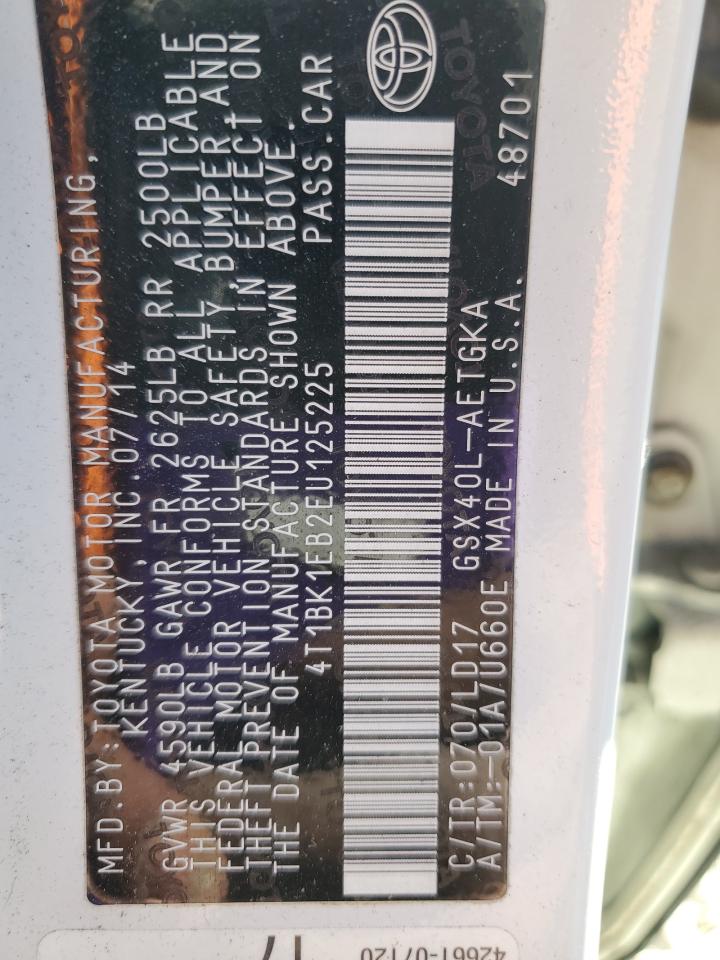 MFD.BY:TOYOTA MOTOR MANUFACTURING,
KENTUCKY,INC.07/14
GVWR 4590LB GAWR FR 2625LB RR 2500LB
THIS VEHICLE CONFORMS TO ALL APPLICABLE
FEDERAL MOTOR VEHICLE SAFETY,BUMPER AND
THEFT PREVENTION STANDARDS IN EFFECT ON
THE DATE OF MANUFACTURE SHOWN ABOVE.
4T1BK1EB2EU125225 PASS.CAR
C/TR:070/LD17 GSX40L-AETGKA 48701
A/TM:-01A/U660E MADE IN U.S.A.
TOYOTA
42661-07120
17